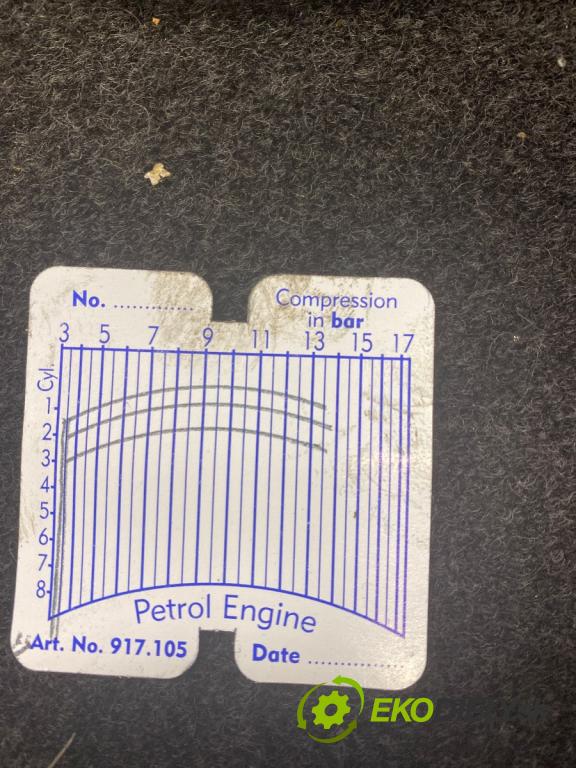 No. ............
Compression
in bar
3 5 7 9 11 13 15 17
Cyl.
1
2
3
4
5
6
7
8
Petrol Engine
Art. No. 917.105
Date ................
EKO